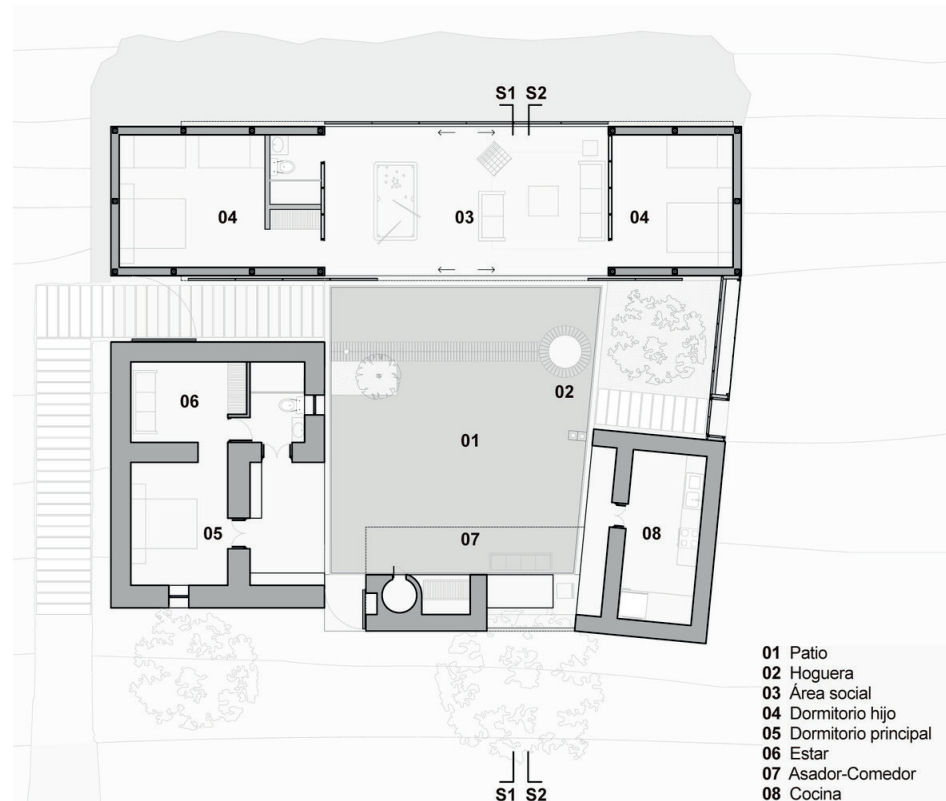 S1 S2
04
03
04
06
02
01
05
07
08
01 Patio
02 Hoguera
03 Área social
04 Dormitorio hijo
05 Dormitorio principal
06 Estar
07 Asador-Comedor
08 Cocina
S1 S2